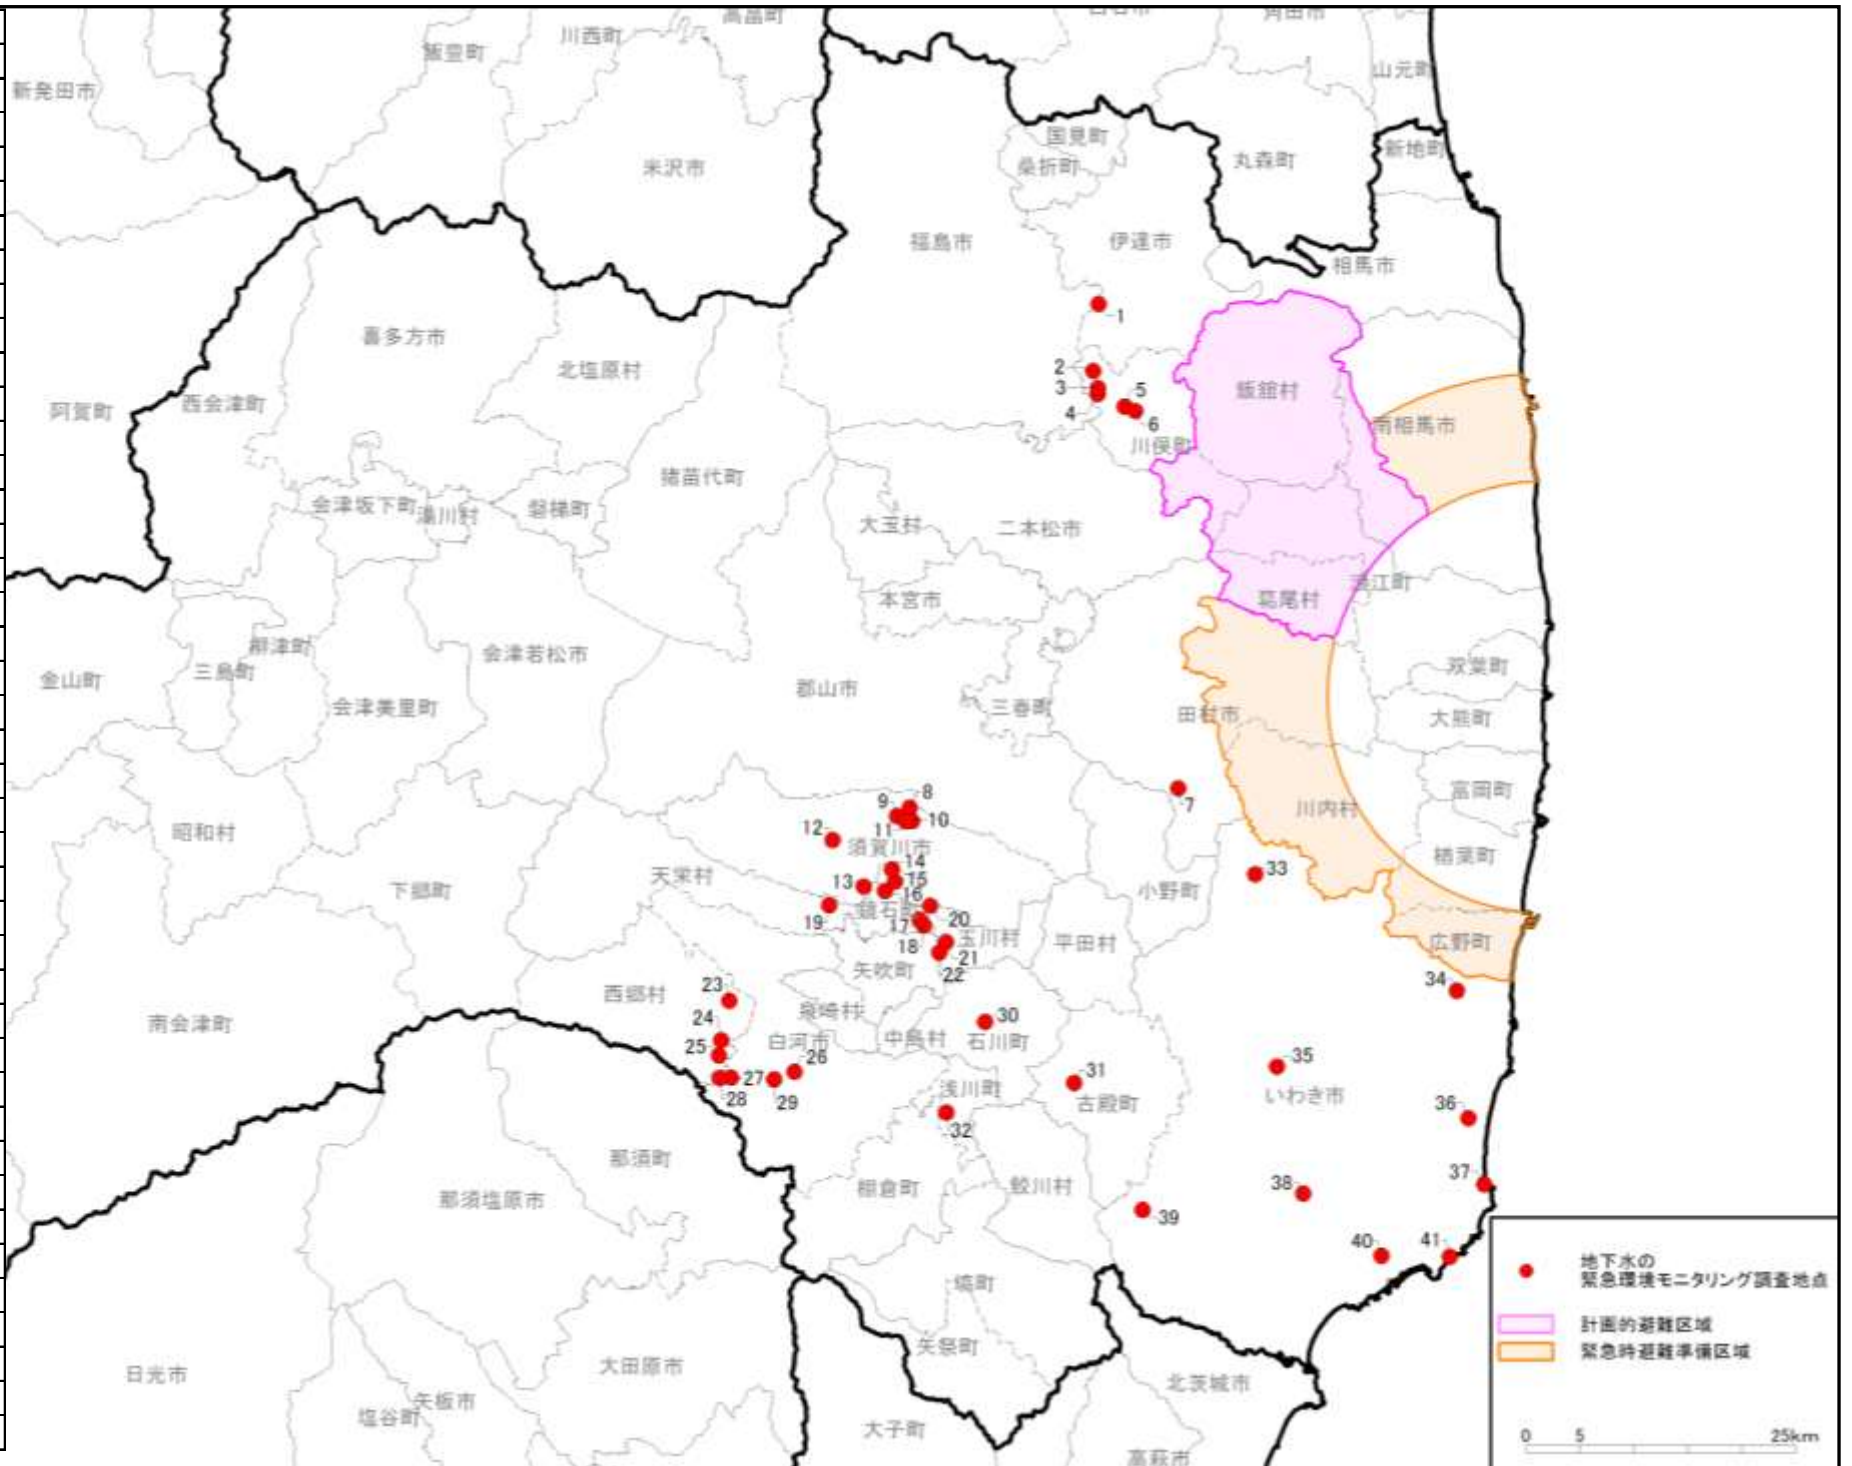 高畠町
白石市
角田市
川西町
飯豊町
新発田市
山元町
国見町
桑折町
丸森町
新地町
米沢市
福島市
伊達市
相馬市
1
喜多方市
北塩原村
2
3
4
5
6
飯舘村
西会津町
阿賀町
南相馬市
川俣町
猪苗代町
会津坂下町
湯川村
磐梯町
大玉村
二本松市
本宮市
葛尾村
浪江町
柳津町
会津若松市
三島町
金山町
会津美里町
郡山市
三春町
田村市
双葉町
大熊町
富岡町
7
8
9
10
11
12
川内村
昭和村
須賀川市
楢葉町
14
33
天栄村
13
15
下郷町
16
小野町
鏡石町
19
17
20
18
玉川村
平田村
広野町
21
22
矢吹町
34
西郷村
23
泉崎村
南会津町
24
30
白河市
中島村
石川町
25
26
35
27
31
浅川町
28
29
古殿町
いわき市
36
32
那須町
37
那須塩原市
棚倉町
鮫川村
38
39
40
41
塙町
矢祭町
大田原市
日光市
北茨城市
矢板市
塩谷町
大子町
高萩市
地下水の
緊急環境モニタリング調査地点
計画的避難区域
緊急時避難準備区域
0 5 25km